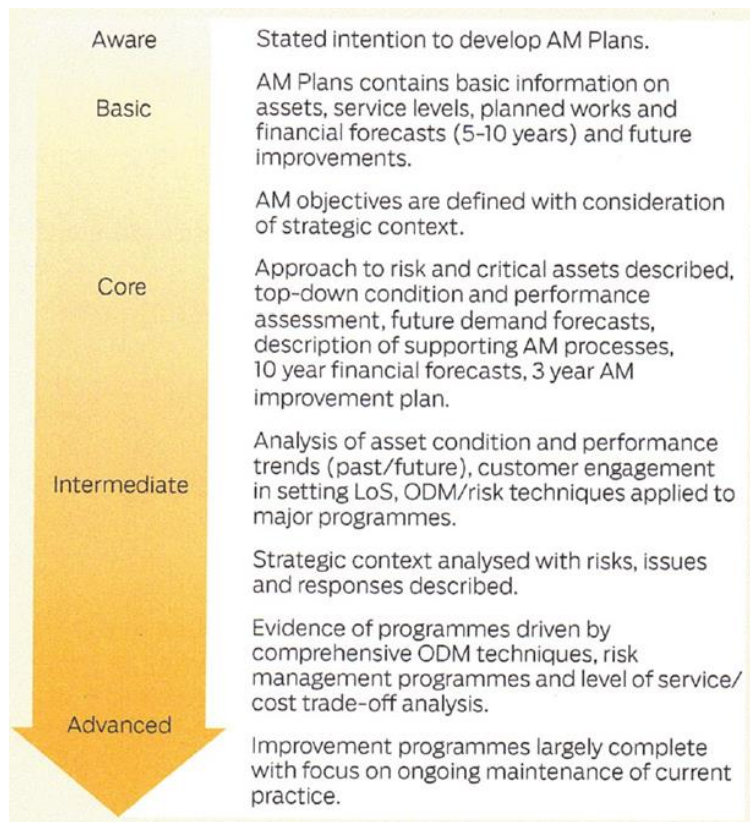 Aware
Stated intention to develop AM Plans.
Basic
AM Plans contains basic information on
assets, service levels, planned works and
financial forecasts (5-10 years) and future
improvements.
AM objectives are defined with consideration
of strategic context.
Core
Approach to risk and critical assets described,
top-down condition and performance
assessment, future demand forecasts,
description of supporting AM processes,
10 year financial forecasts, 3 year AM
improvement plan.
Intermediate
Analysis of asset condition and performance
trends (past/future), customer engagement
in setting LoS, ODM/risk techniques applied to
major programmes.
Strategic context analysed with risks, issues
and responses described.
Advanced
Evidence of programmes driven by
comprehensive ODM techniques, risk
management programmes and level of service/
cost trade-off analysis.
Improvement programmes largely complete
with focus on ongoing maintenance of current
practice.